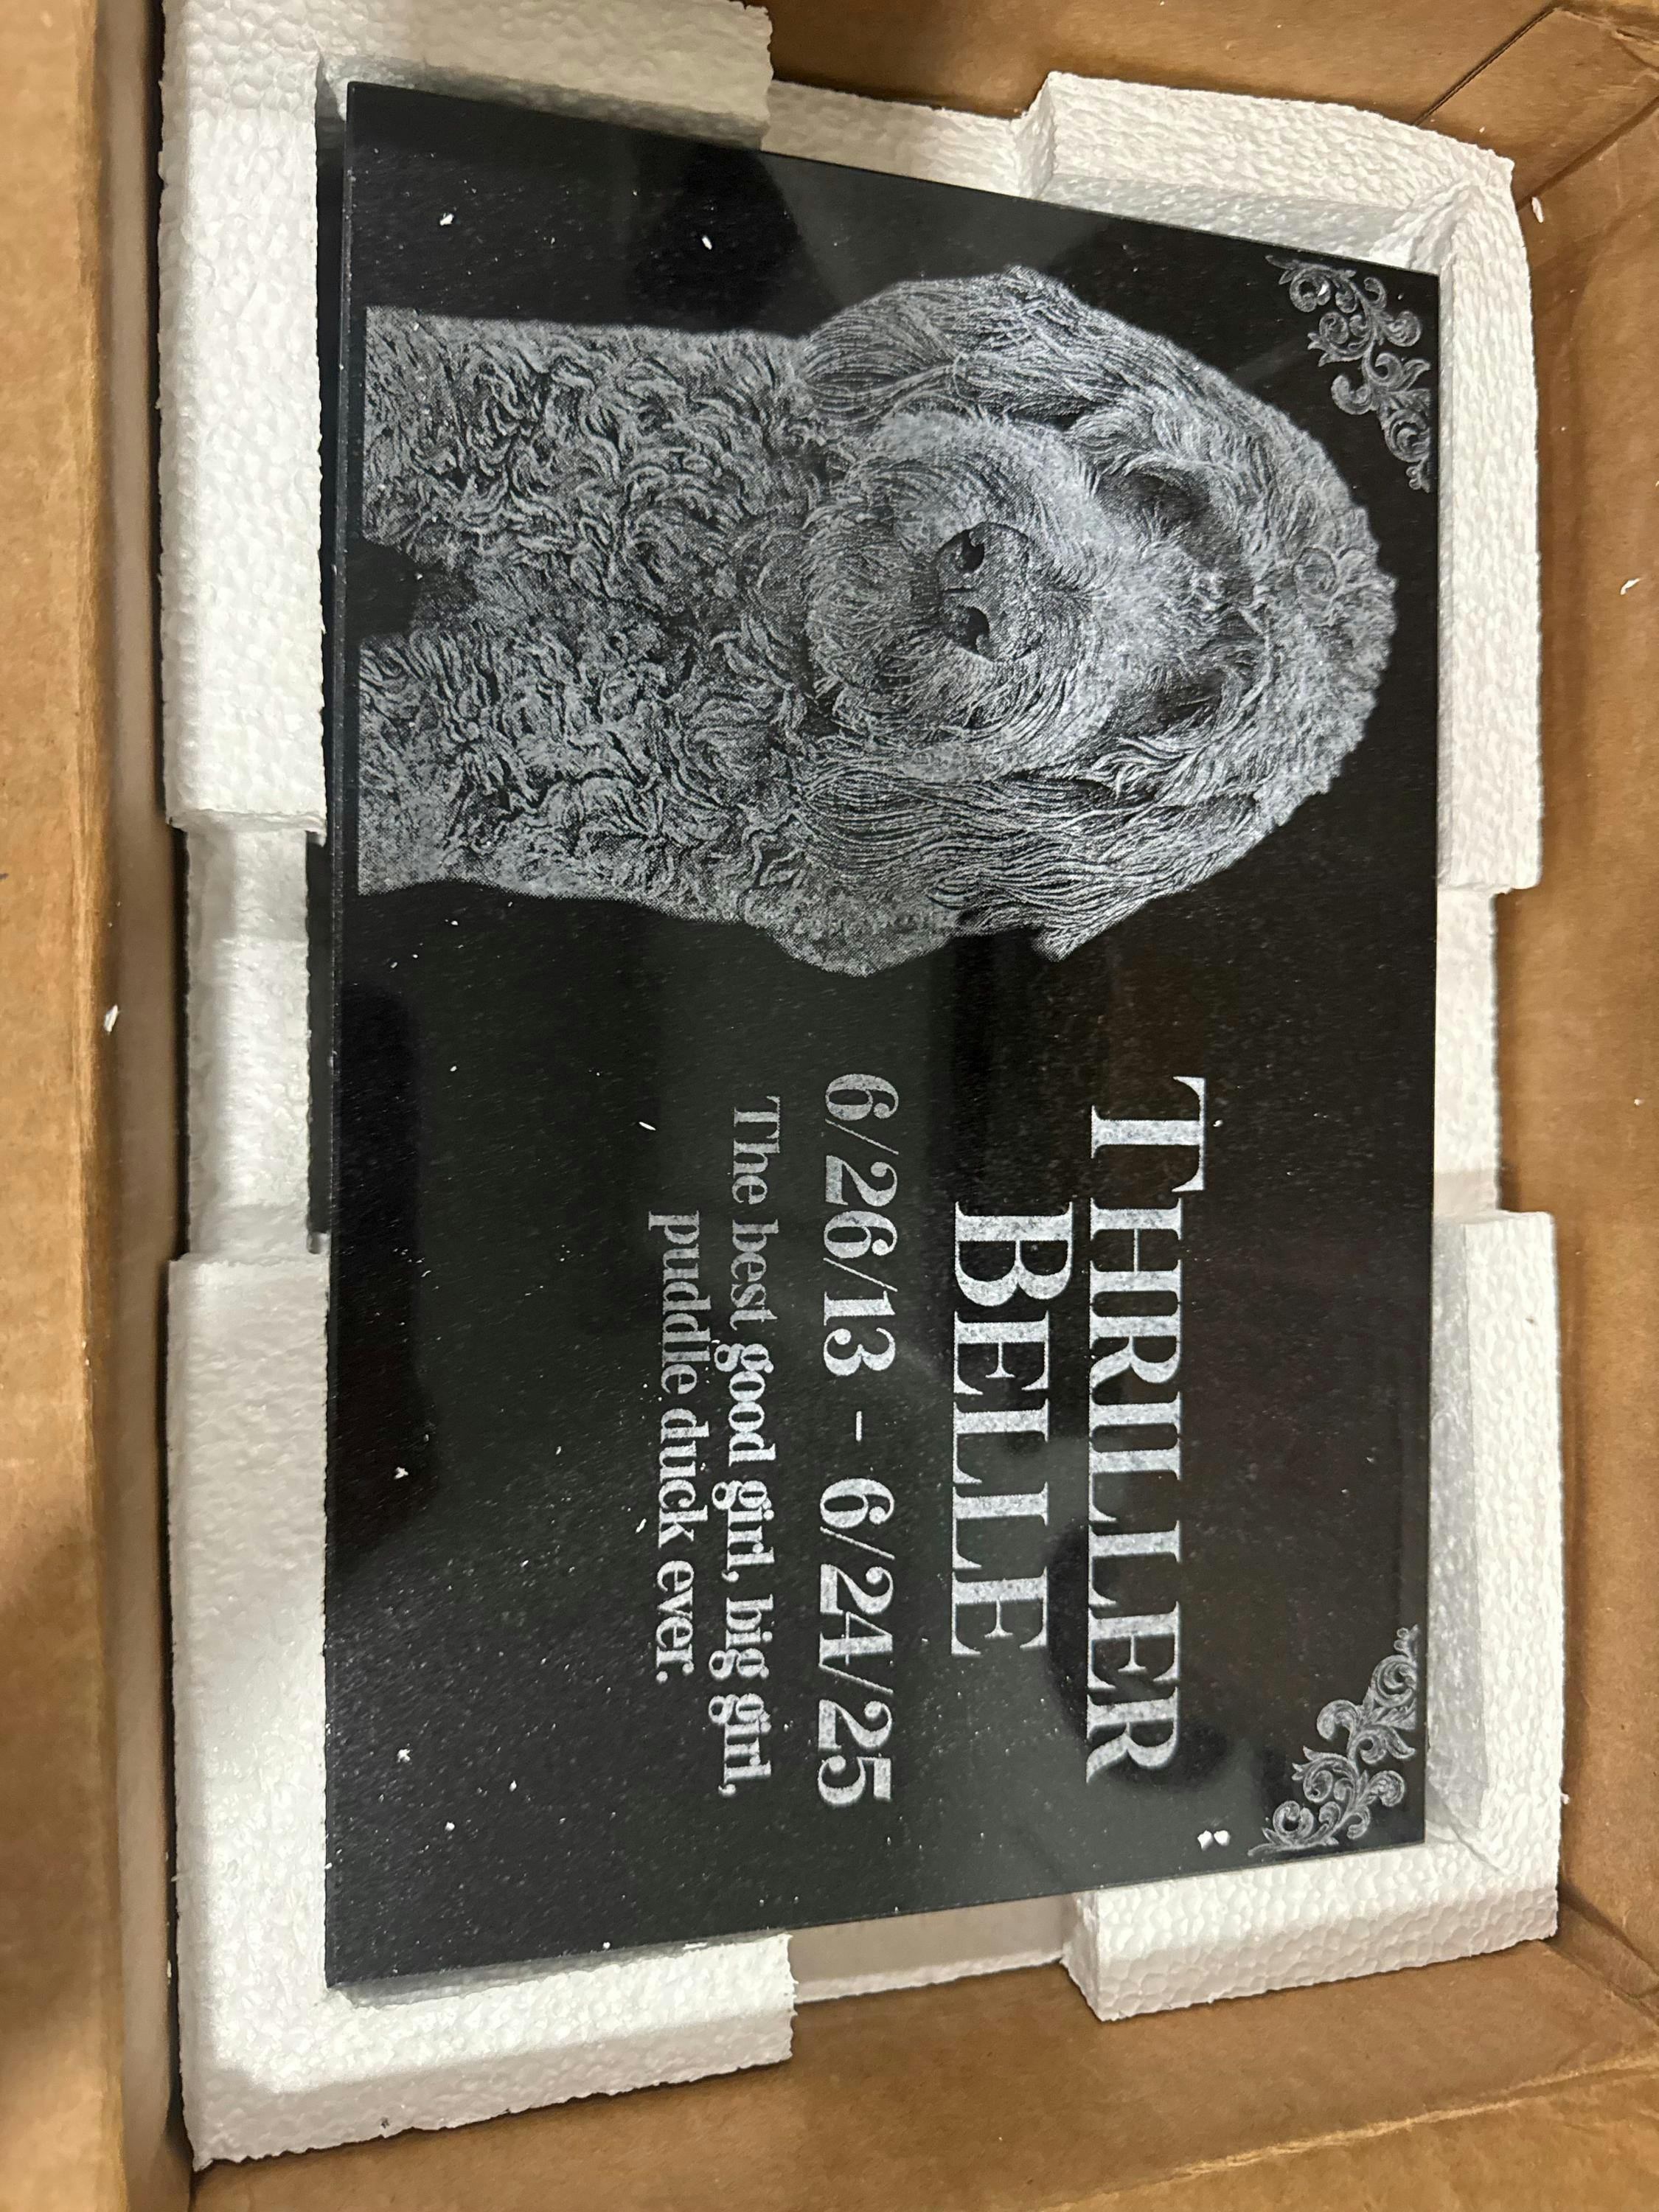 THRILLER
BELLE
6/26/13 - 6/24/25
The best good girl, big girl,
puddle duck ever.